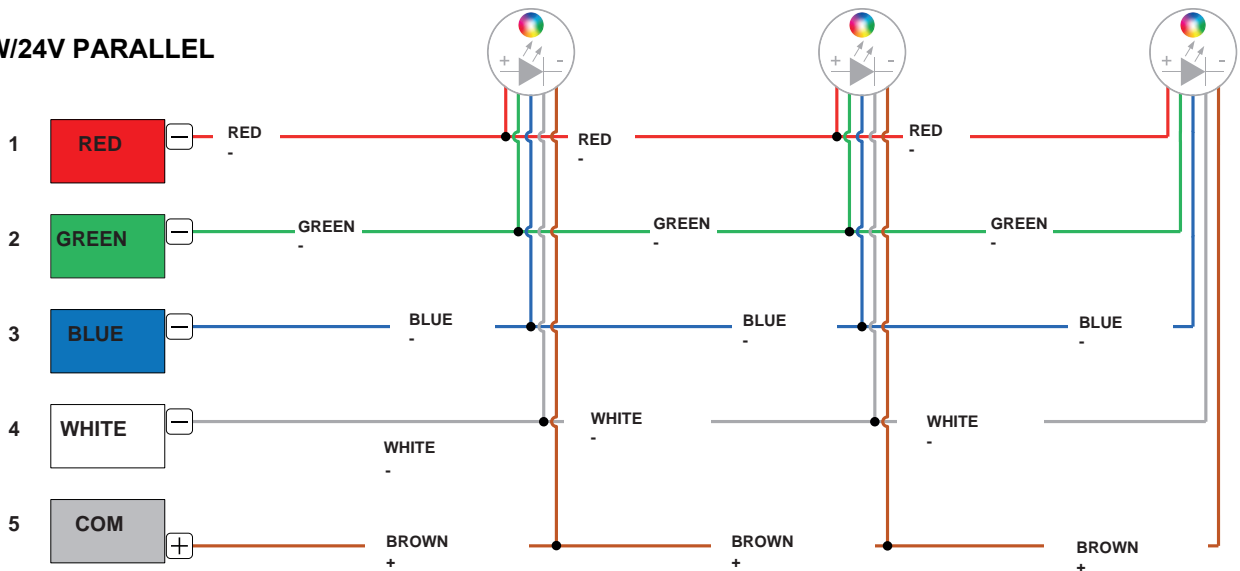 W/24V PARALLEL
+ -
+ -
+ -
1 RED − RED - RED - RED -
2 GREEN − GREEN - GREEN - GREEN -
3 BLUE − BLUE - BLUE - BLUE -
4 WHITE − WHITE - WHITE - WHITE -
5 COM + BROWN + BROWN + BROWN +